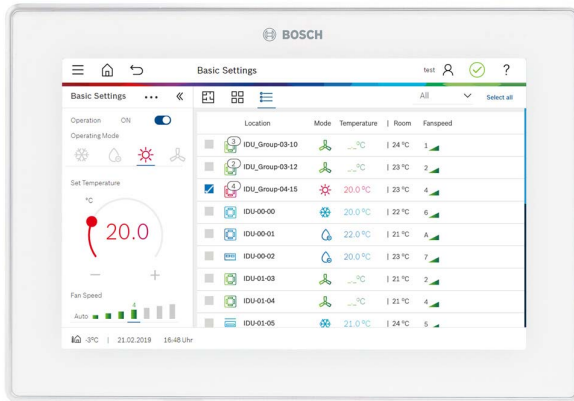 BOSCH
Basic Settings
test
?
Basic Settings ... «
All
Select all
Operation ON
Operating Mode
Set Temperature
°C
20.0
Fan Speed
4
Auto
Location Mode Temperature | Room Fanspeed
3 IDU_Group-03-10 _._°C | 24 °C 1
2 IDU_Group-03-12 _._°C | 23 °C 2
4 IDU_Group-04-15 20.0 °C | 23 °C 4
IDU-00-00 20.0 °C | 22 °C 6
IDU-00-01 22.0 °C | 21 °C A
IDU-00-02 20.0 °C | 23 °C 7
IDU-01-03 _._°C | 21 °C 2
IDU-01-04 _._°C | 21 °C 4
IDU-01-05 21.0 °C | 24 °C 5
-3°C | 21.02.2019 16:48 Uhr